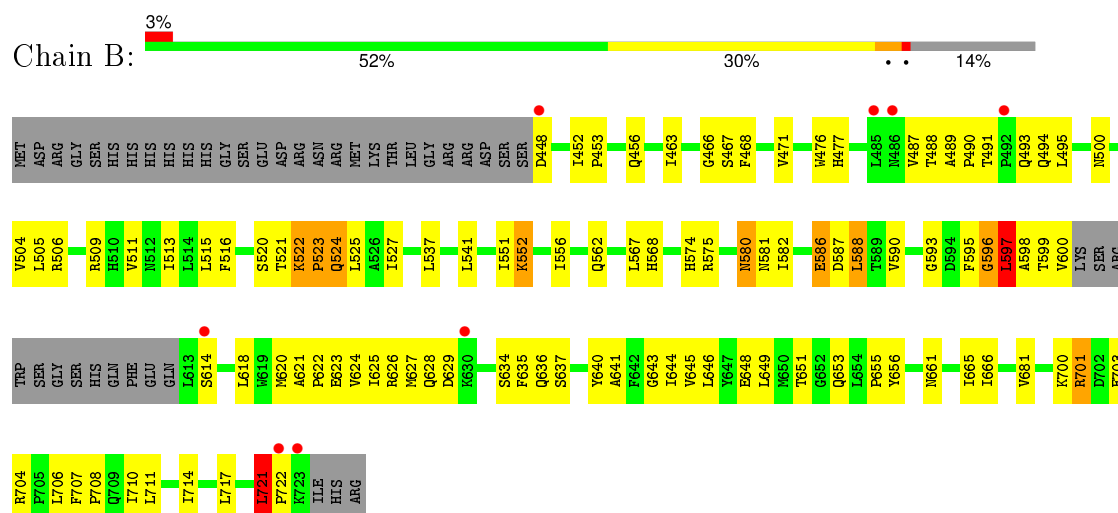 3%
Chain B:
52% 30% • • 14%
MET ASP ARG GLY SER HIS HIS HIS HIS HIS HIS GLY SER GLU ASP ARG ASN ARG MET LYS THR LEU GLY ARG ARG ASP SER SER D448 I452 P453 Q456 I463 G466 S467 F468 V471 W476 H477 L485 N486 V487 T488 A489 P490 T491 P492 Q493 Q494 L495 N500
V504 L505 R506 R509 H510 V511 N512 I513 L514 L515 F516 S520 T521 K522 P523 Q524 L525 A526 I527 L537 L541 I551 K552 I556 Q562 L567 H568 H574 R575 N580 N581 I582 E586 D587 L588 T589 V590 G593 D594 F595 G596 L597 A598 T599 V600 LYS SER ARG
TRP SER GLY SER HIS GLN PHE GLU GLN L613 S614 L618 W619 M620 A621 P622 E623 V624 I625 R626 M627 Q628 D629 K630 S634 F635 Q636 S637 Y640 A641 F642 G643 I644 V645 L646 Y647 E648 L649 M650 T651 G652 Q653 L654 P655 Y656 N661 I665 I666 V681 K700 R701 D702
R704 P705 L706 F707 P708 Q709 I710 L711 I714 L717 L721 P722 K723 ILE HIS ARG